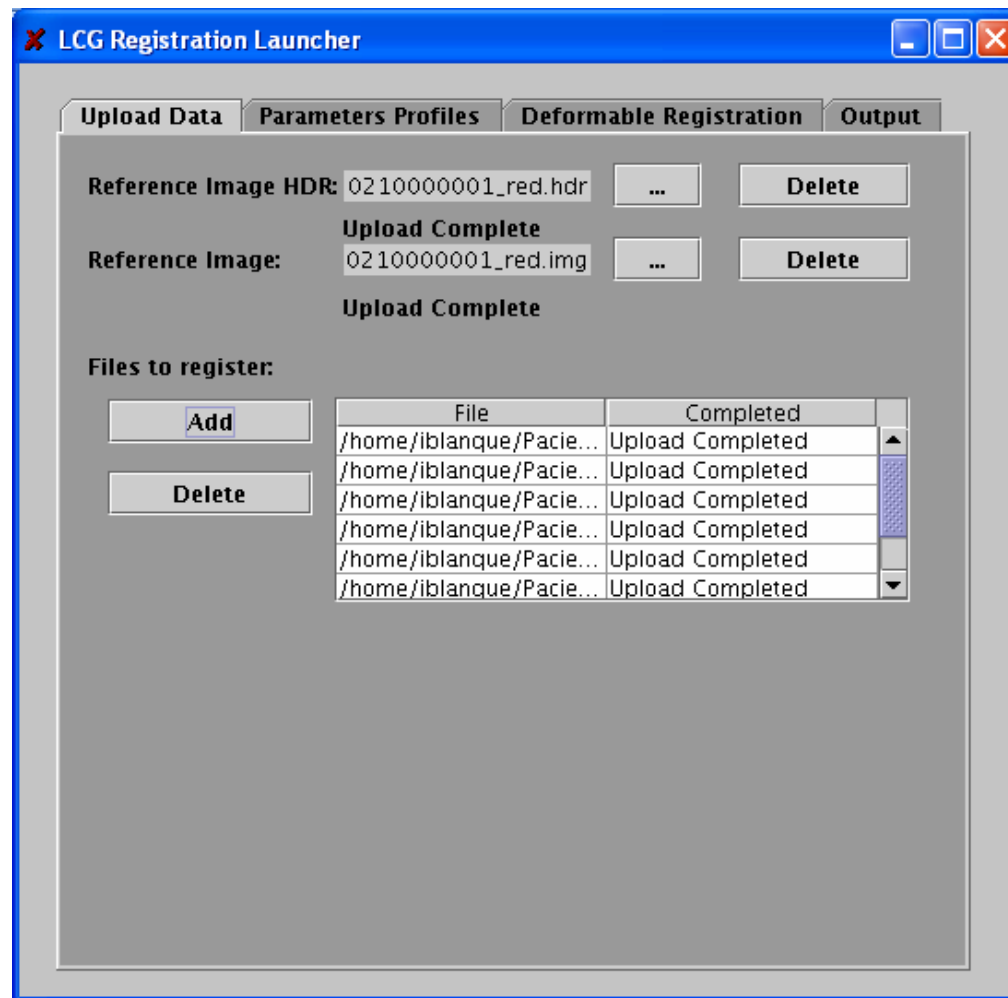 LCG Registration Launcher
Upload Data Parameters Profiles Deformable Registration Output
Reference Image HDR: 0210000001_red.hdr ... Delete
Upload Complete
Reference Image: 0210000001_red.img ... Delete
Upload Complete
Files to register:
Add
Delete
File Completed
/home/iblanque/Pacie... Upload Completed
/home/iblanque/Pacie... Upload Completed
/home/iblanque/Pacie... Upload Completed
/home/iblanque/Pacie... Upload Completed
/home/iblanque/Pacie... Upload Completed
/home/iblanque/Pacie... Upload Completed